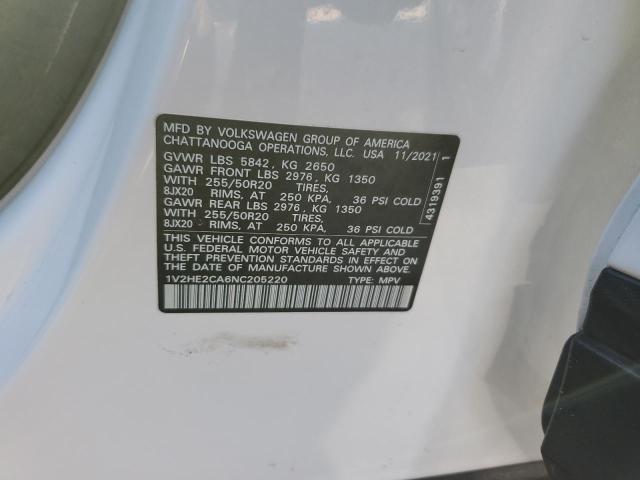 MFD BY VOLKSWAGEN GROUP OF AMERICA
CHATTANOOGA OPERATIONS, LLC. USA 11/2021
GVWR LBS 5842, KG 2650
GAWR FRONT LBS 2976, KG 1350
WITH 255/50R20 TIRES,
8JX20 RIMS, AT 250 KPA, 36 PSI COLD
GAWR REAR LBS 2976, KG 1350
WITH 255/50R20 TIRES,
8JX20 RIMS, AT 250 KPA, 36 PSI COLD
THIS VEHICLE CONFORMS TO ALL APPLICABLE
U.S. FEDERAL MOTOR VEHICLE SAFETY AND
THEFT PREVENTION STANDARDS IN EFFECT ON
THE DATE OF MANUFACTURE SHOWN ABOVE.
1V2HE2CA6NC205220 TYPE: MPV
4319391 1